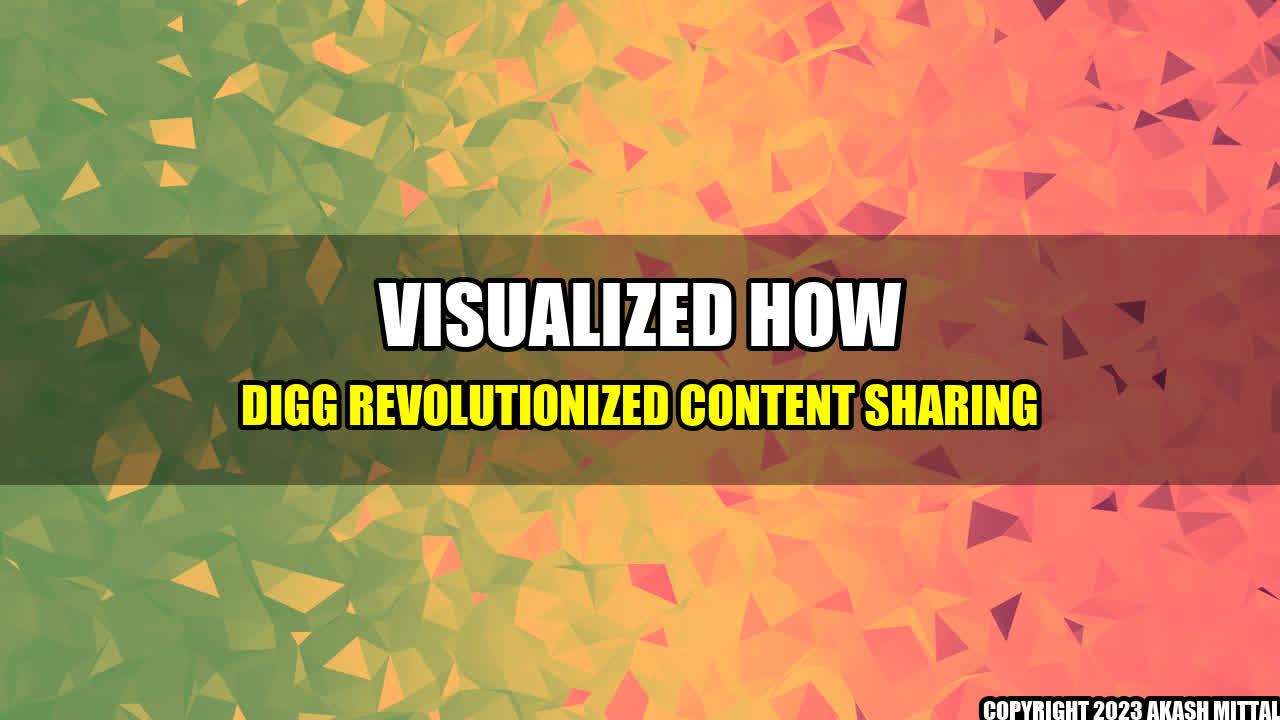 VISUALIZED HOW
DIGG REVOLUTIONIZED CONTENT SHARING
COPYRIGHT 2023 AKASH MITTAL